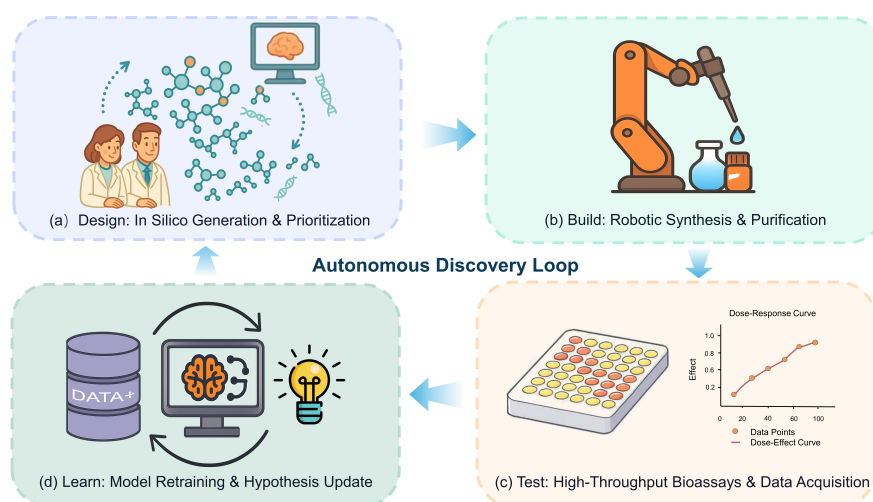 (a) Design: In Silico Generation & Prioritization
(b) Build: Robotic Synthesis & Purification
Autonomous Discovery Loop
DATA+
(d) Learn: Model Retraining & Hypothesis Update
Dose-Response Curve
Effect
1.0
0.8
0.6
0.2
0 20 40 60 80 100
Data Points
Dose-Effect Curve
(c) Test: High-Throughput Bioassays & Data Acquisition